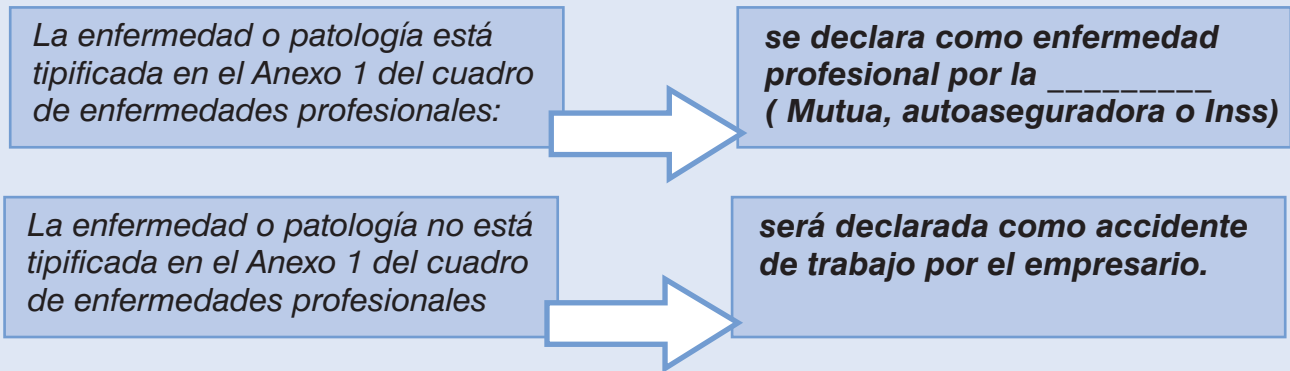 La enfermedad o patología está
tipificada en el Anexo 1 del cuadro
de enfermedades profesionales:
se declara como enfermedad
profesional por la _________
( Mutua, autoaseguradora o Inss)
La enfermedad o patología no está
tipificada en el Anexo 1 del cuadro
de enfermedades profesionales
será declarada como accidente
de trabajo por el empresario.